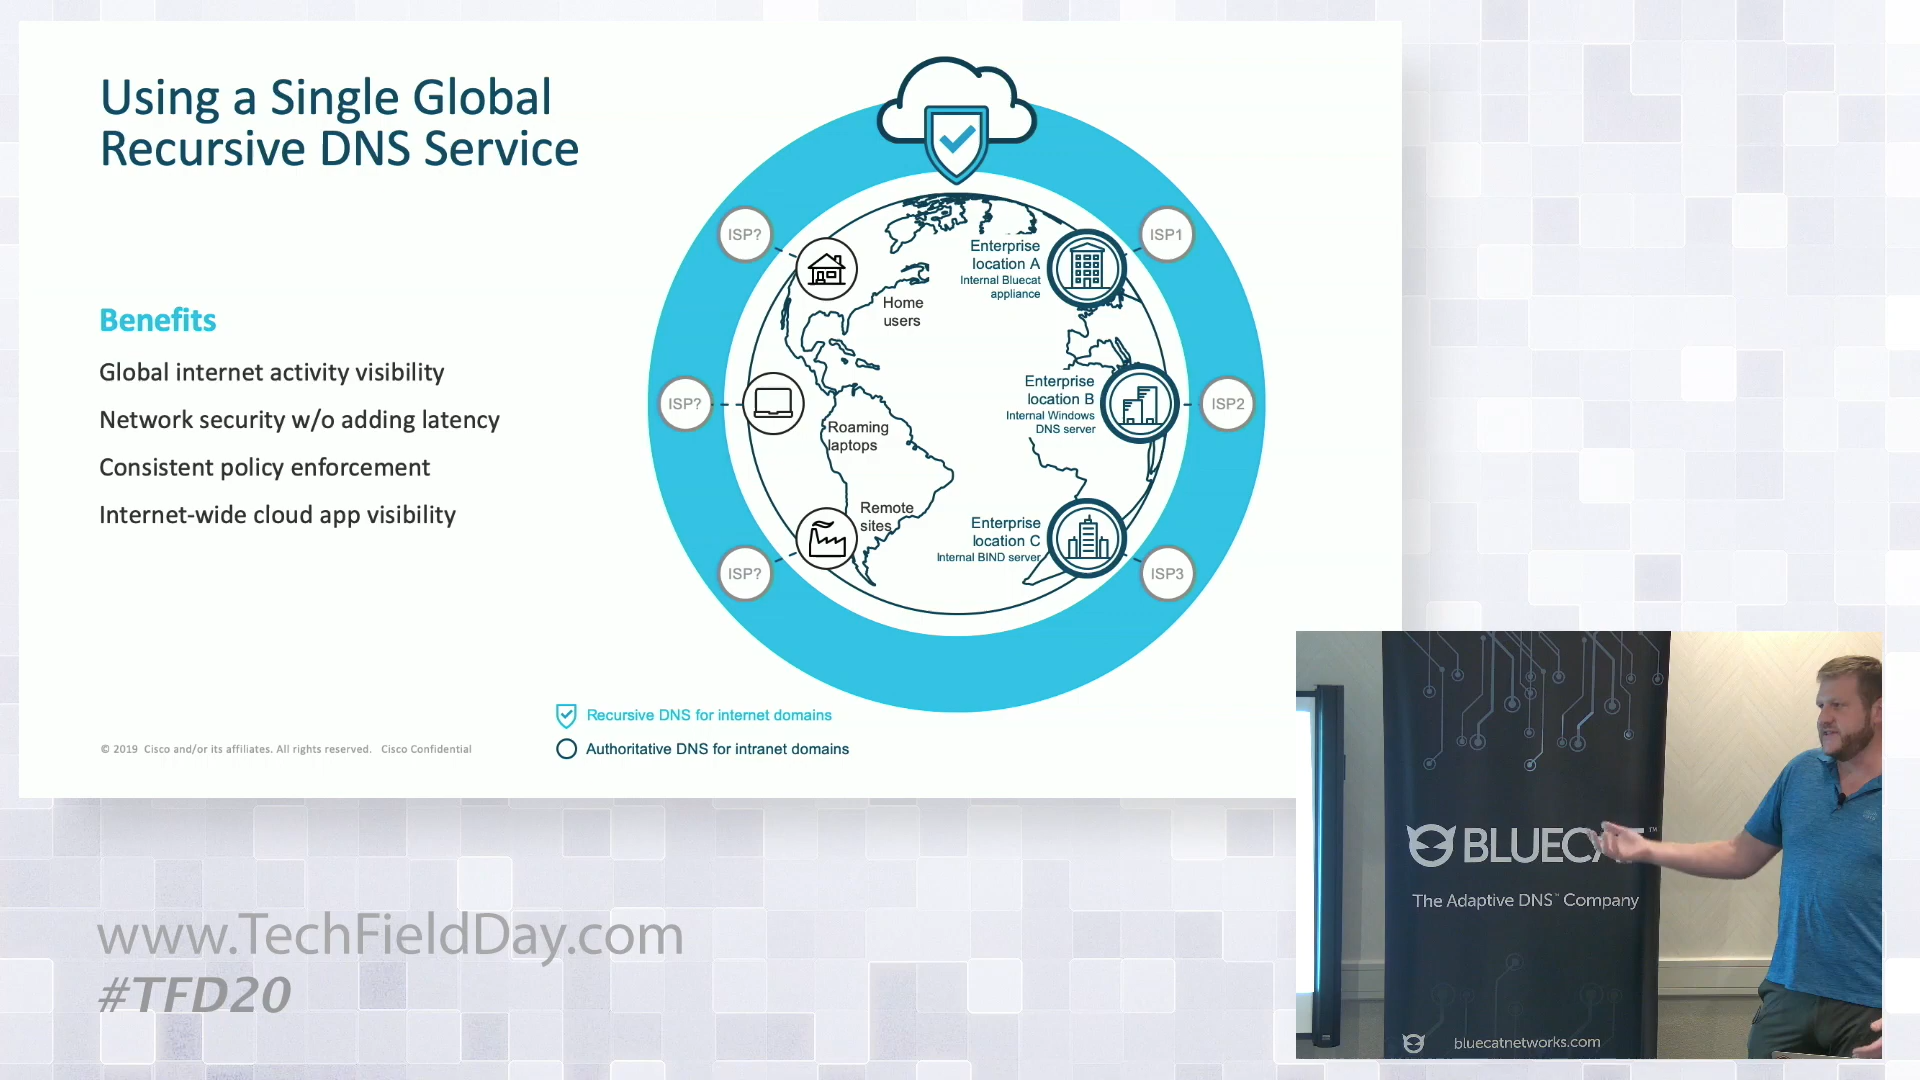 Using a Single Global
Recursive DNS Service
Benefits
Global internet activity visibility
Network security w/o adding latency
Consistent policy enforcement
Internet-wide cloud app visibility
ISP?
ISP?
ISP?
Home
users
Roaming
laptops
Remote
sites
Enterprise
location A
Internal Bluecat
appliance
ISP1
Enterprise
location B
Internal Windows
DNS server
ISP2
Enterprise
location C
Internal BIND server
ISP3
Recursive DNS for internet domains
Authoritative DNS for intranet domains
© 2019 Cisco and/or its affiliates. All rights reserved. Cisco Confidential
www.TechFieldDay.com
#TFD20
The Adaptive DNS™ Company
bluecatnetworks.com